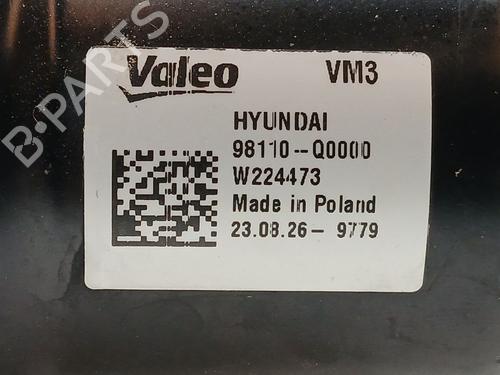 Valeo VM3
HYUNDAI
98110-Q0000
W224473
Made in Poland
23.08.26- 9779
B-PARTS